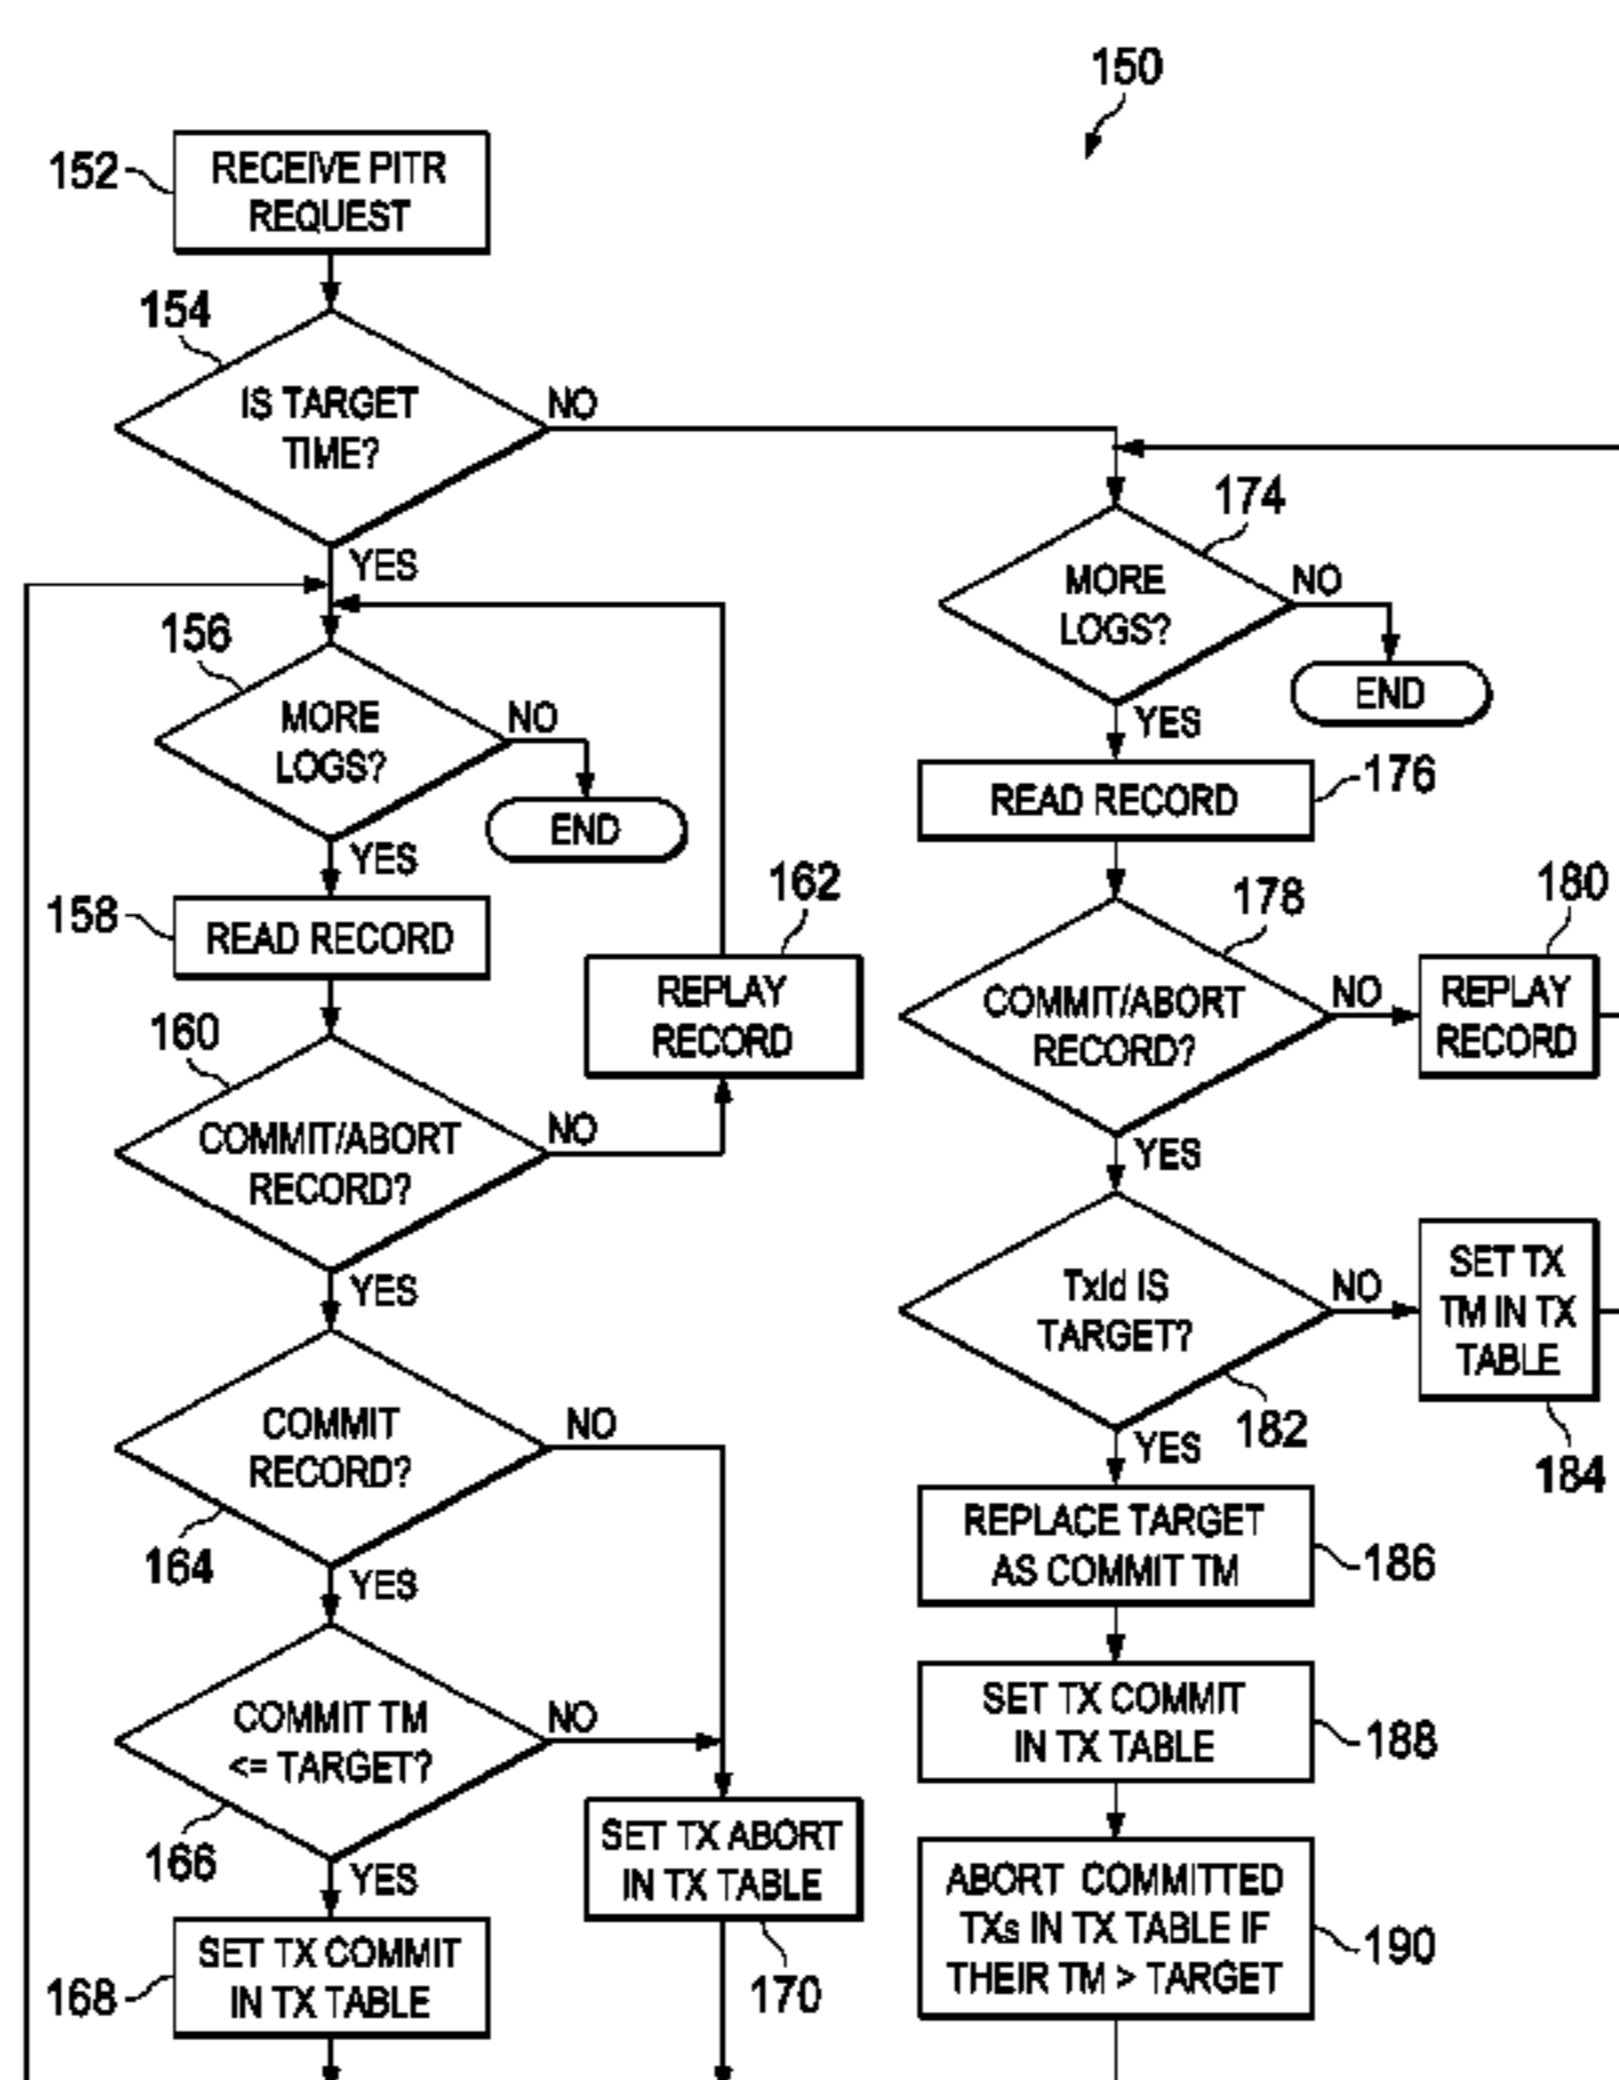 150
152
RECEIVE PITR
REQUEST
154
IS TARGET
TIME?
NO
YES
156
MORE
LOGS?
NO
END
YES
158
READ RECORD
162
REPLAY
RECORD
160
COMMIT/ABORT
RECORD?
NO
YES
COMMIT
RECORD?
NO
164
YES
COMMIT TM
<= TARGET?
NO
166
YES
SET TX ABORT
IN TX TABLE
170
168
SET TX COMMIT
IN TX TABLE
174
MORE
LOGS?
NO
END
YES
READ RECORD
176
178
COMMIT/ABORT
RECORD?
NO
180
REPLAY
RECORD
YES
TxId IS
TARGET?
NO
182
SET TX
TM IN TX
TABLE
184
YES
REPLACE TARGET
AS COMMIT TM
186
SET TX COMMIT
IN TX TABLE
188
ABORT COMMITTED
TXs IN TX TABLE IF
THEIR TM > TARGET
190